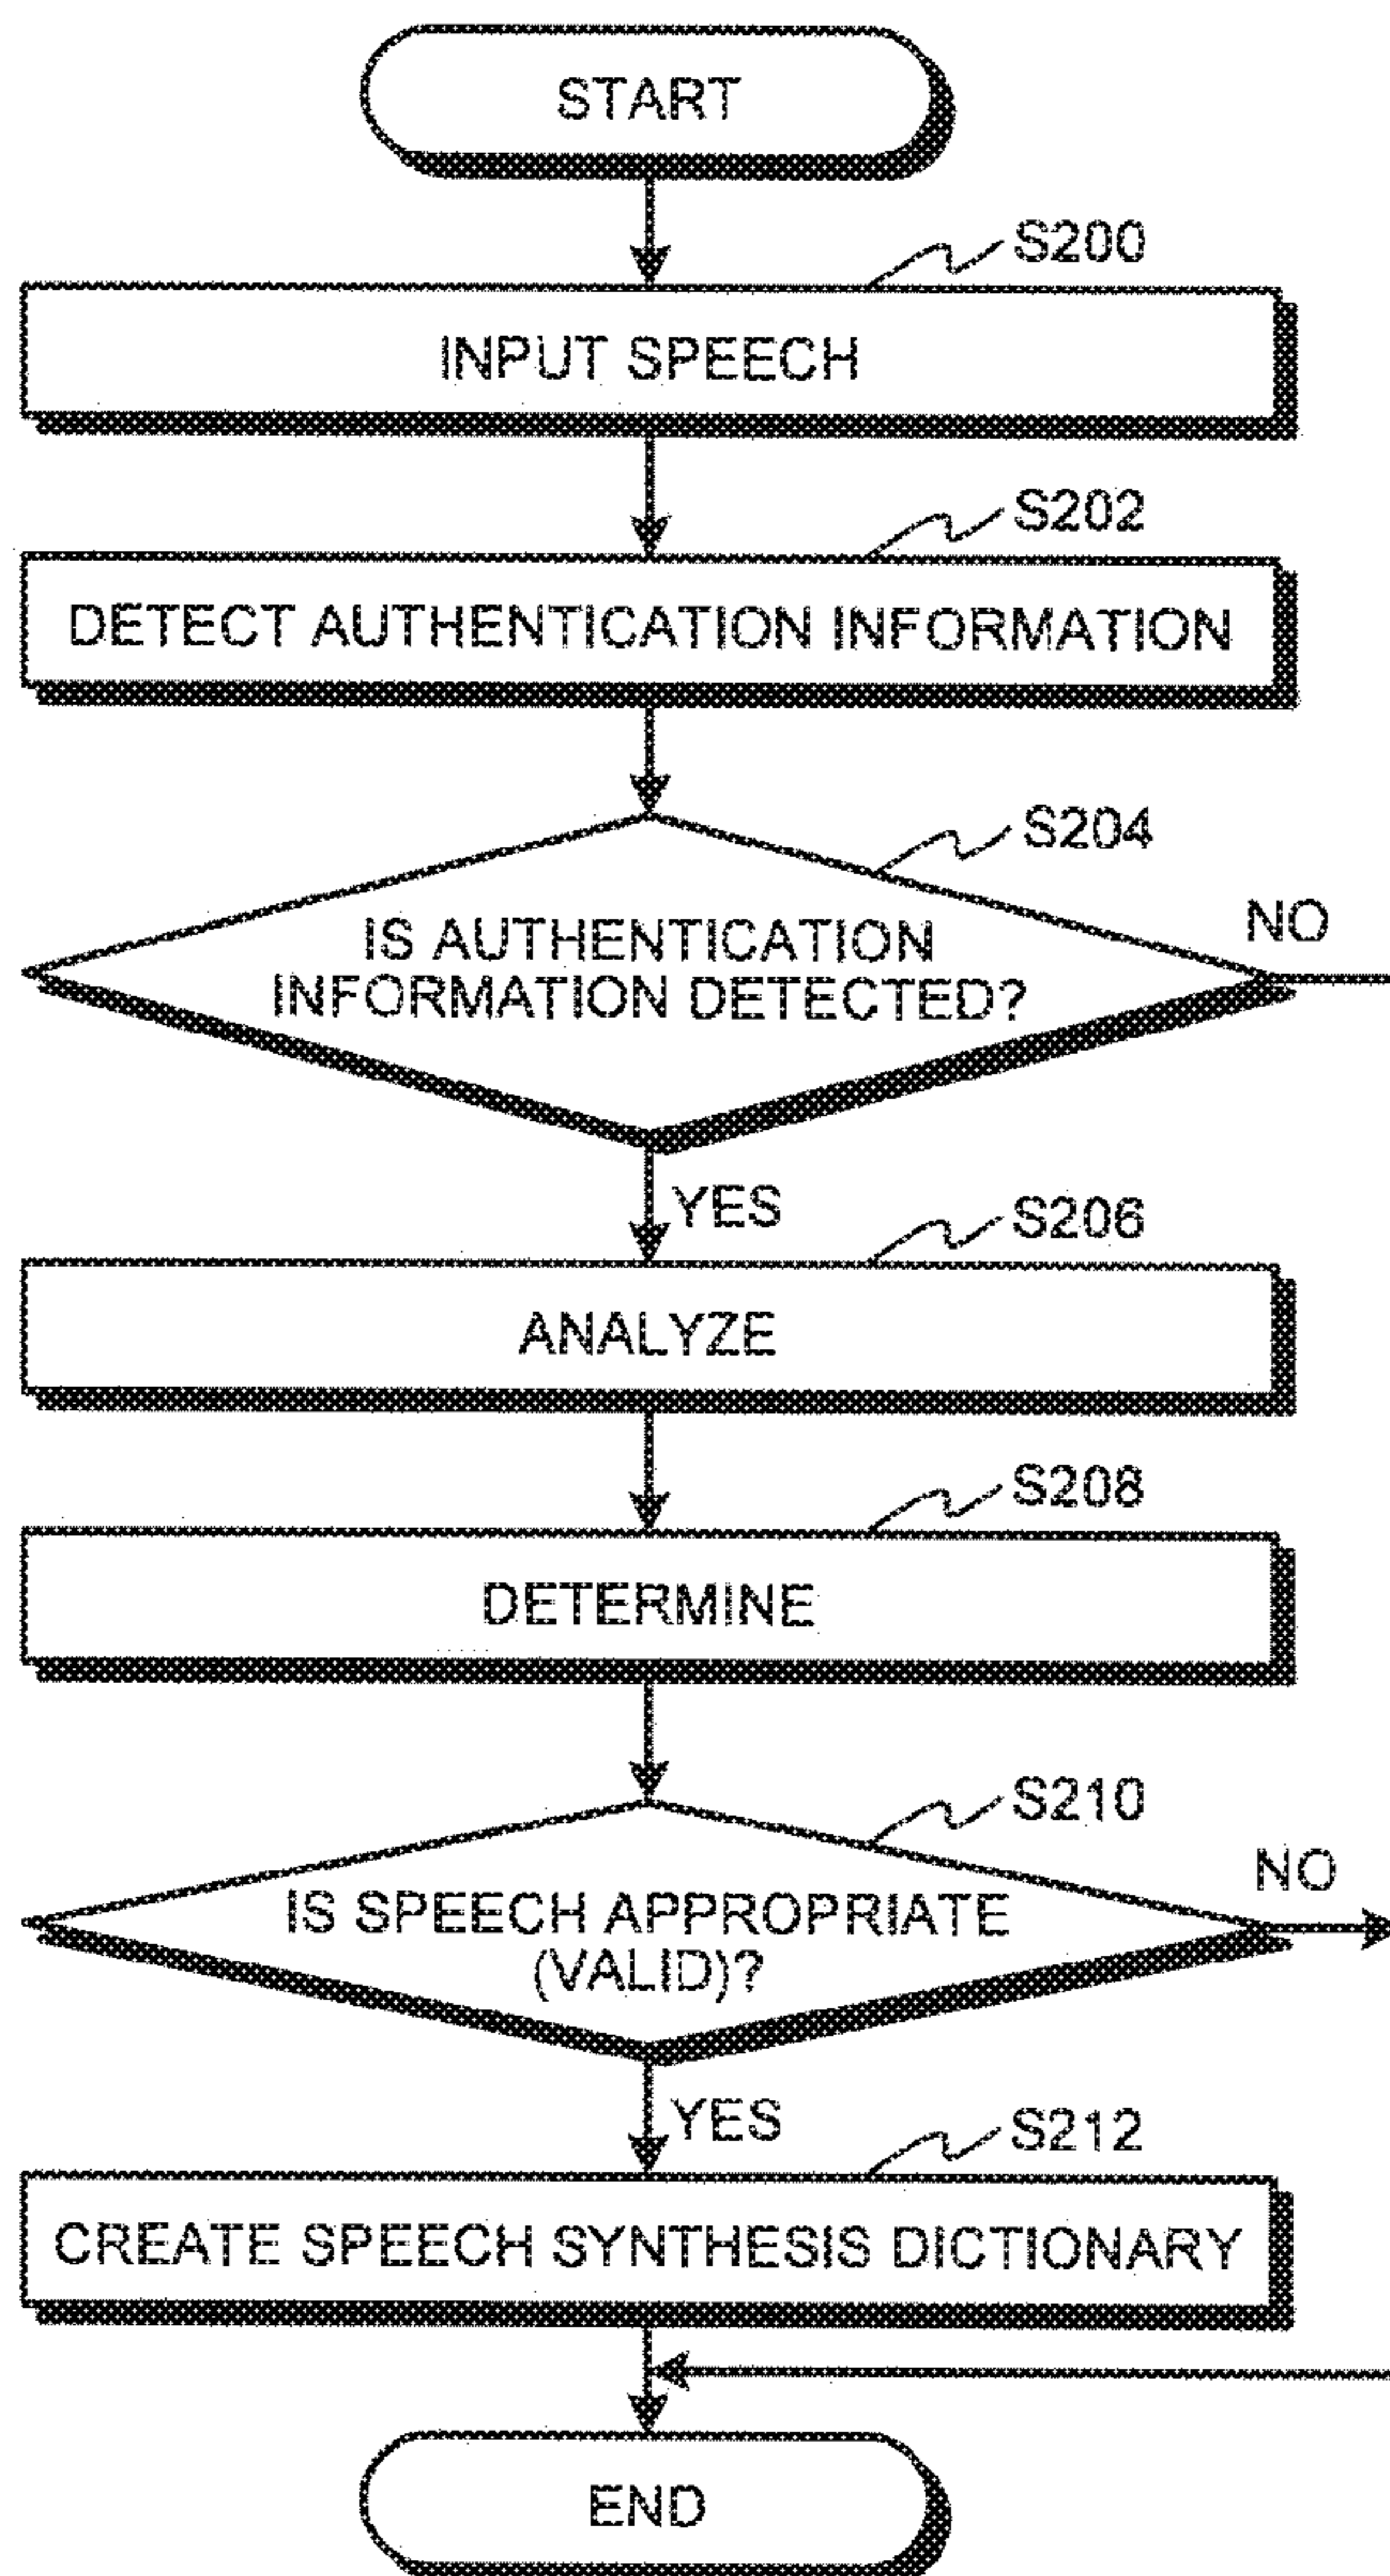 START
S200
INPUT SPEECH
S202
DETECT AUTHENTICATION INFORMATION
S204
IS AUTHENTICATION
INFORMATION DETECTED?
NO
YES
S206
ANALYZE
S208
DETERMINE
S210
IS SPEECH APPROPRIATE
(VALID)?
NO
YES
S212
CREATE SPEECH SYNTHESIS DICTIONARY
END